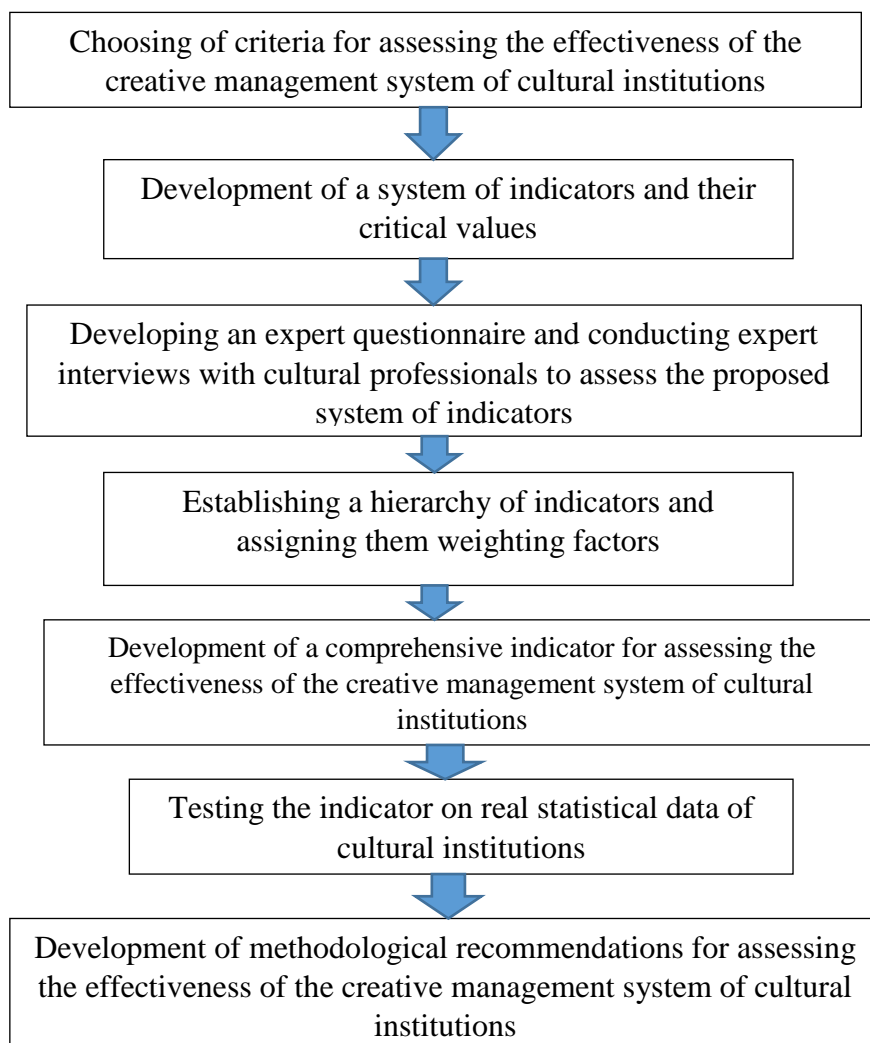 Choosing of criteria for assessing the effectiveness of the
creative management system of cultural institutions
Development of a system of indicators and their
critical values
Developing an expert questionnaire and conducting expert
interviews with cultural professionals to assess the proposed
system of indicators
Establishing a hierarchy of indicators and
assigning them weighting factors
Development of a comprehensive indicator for assessing the
effectiveness of the creative management system of cultural
institutions
Testing the indicator on real statistical data of
cultural institutions
Development of methodological recommendations for assessing
the effectiveness of the creative management system of cultural
institutions